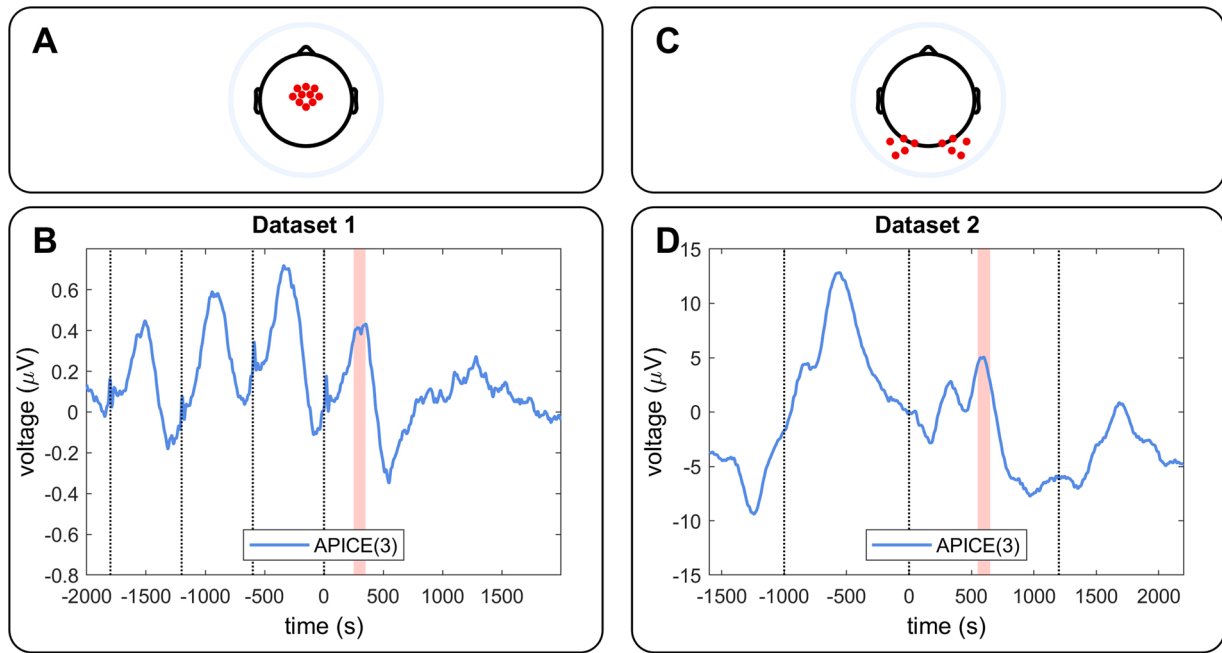 A
C
B
Dataset 1
0.6
0.4
0.2
0
-0.2
-0.4
-0.6
-0.8
voltage (μV)
APICE(3)
-2000 -1500 -1000 -500 0 500 1000 1500
time (s)
D
Dataset 2
15
10
5
0
-5
-10
-15
voltage (μV)
APICE(3)
-1500 -1000 -500 0 500 1000 1500 2000
time (s)